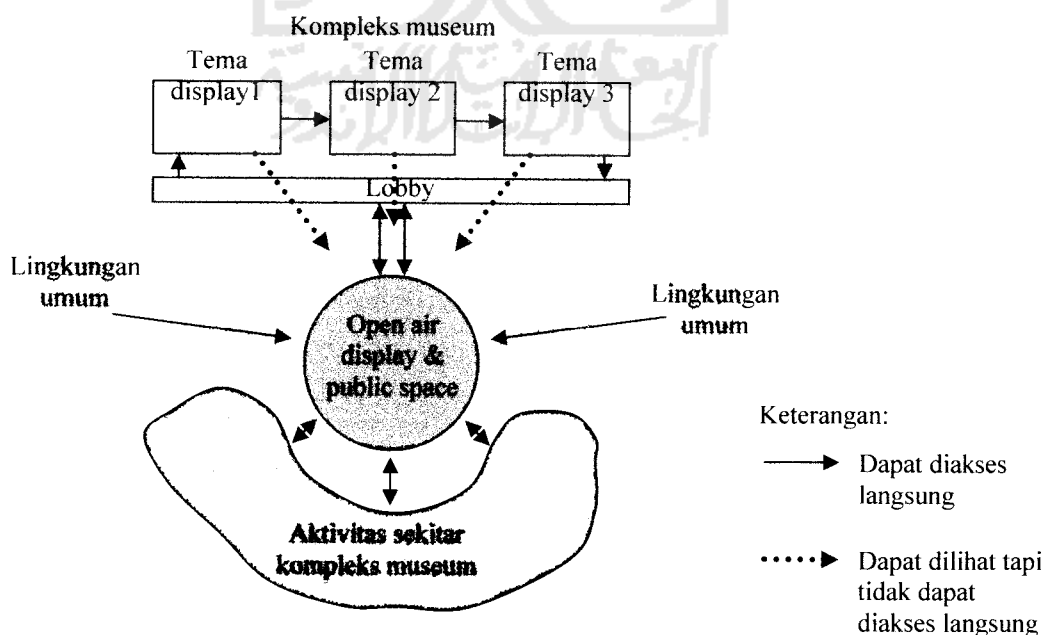 Kompleks museum
Tema
display1
Tema
display 2
Tema
display 3
Lobby
Lingkungan
umum
Lingkungan
umum
Open air
display &
public space
Aktivitas sekitar
kompleks museum
Keterangan:
Dapat diakses
langsung
Dapat dilihat tapi
tidak dapat
diakses langsung